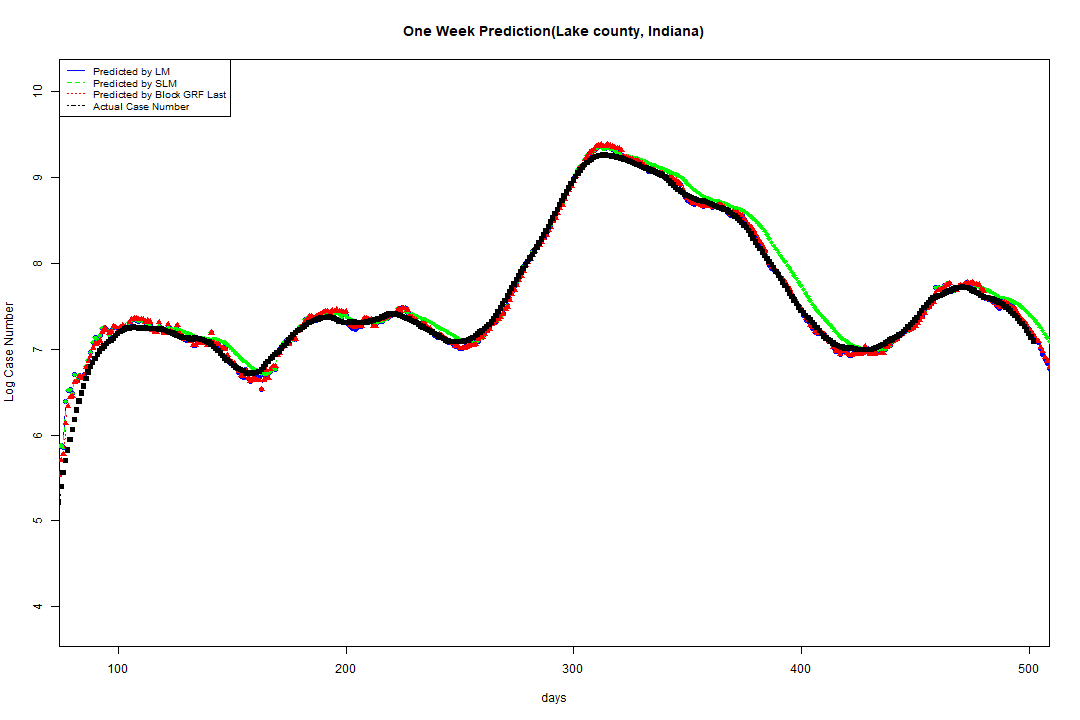 One Week Prediction(Lake county, Indiana)
Predicted by LM
Predicted by SLM
Predicted by Block GRF Last
Actual Case Number
10
9
8
7
6
5
4
Log Case Number
100 200 300 400 500
days